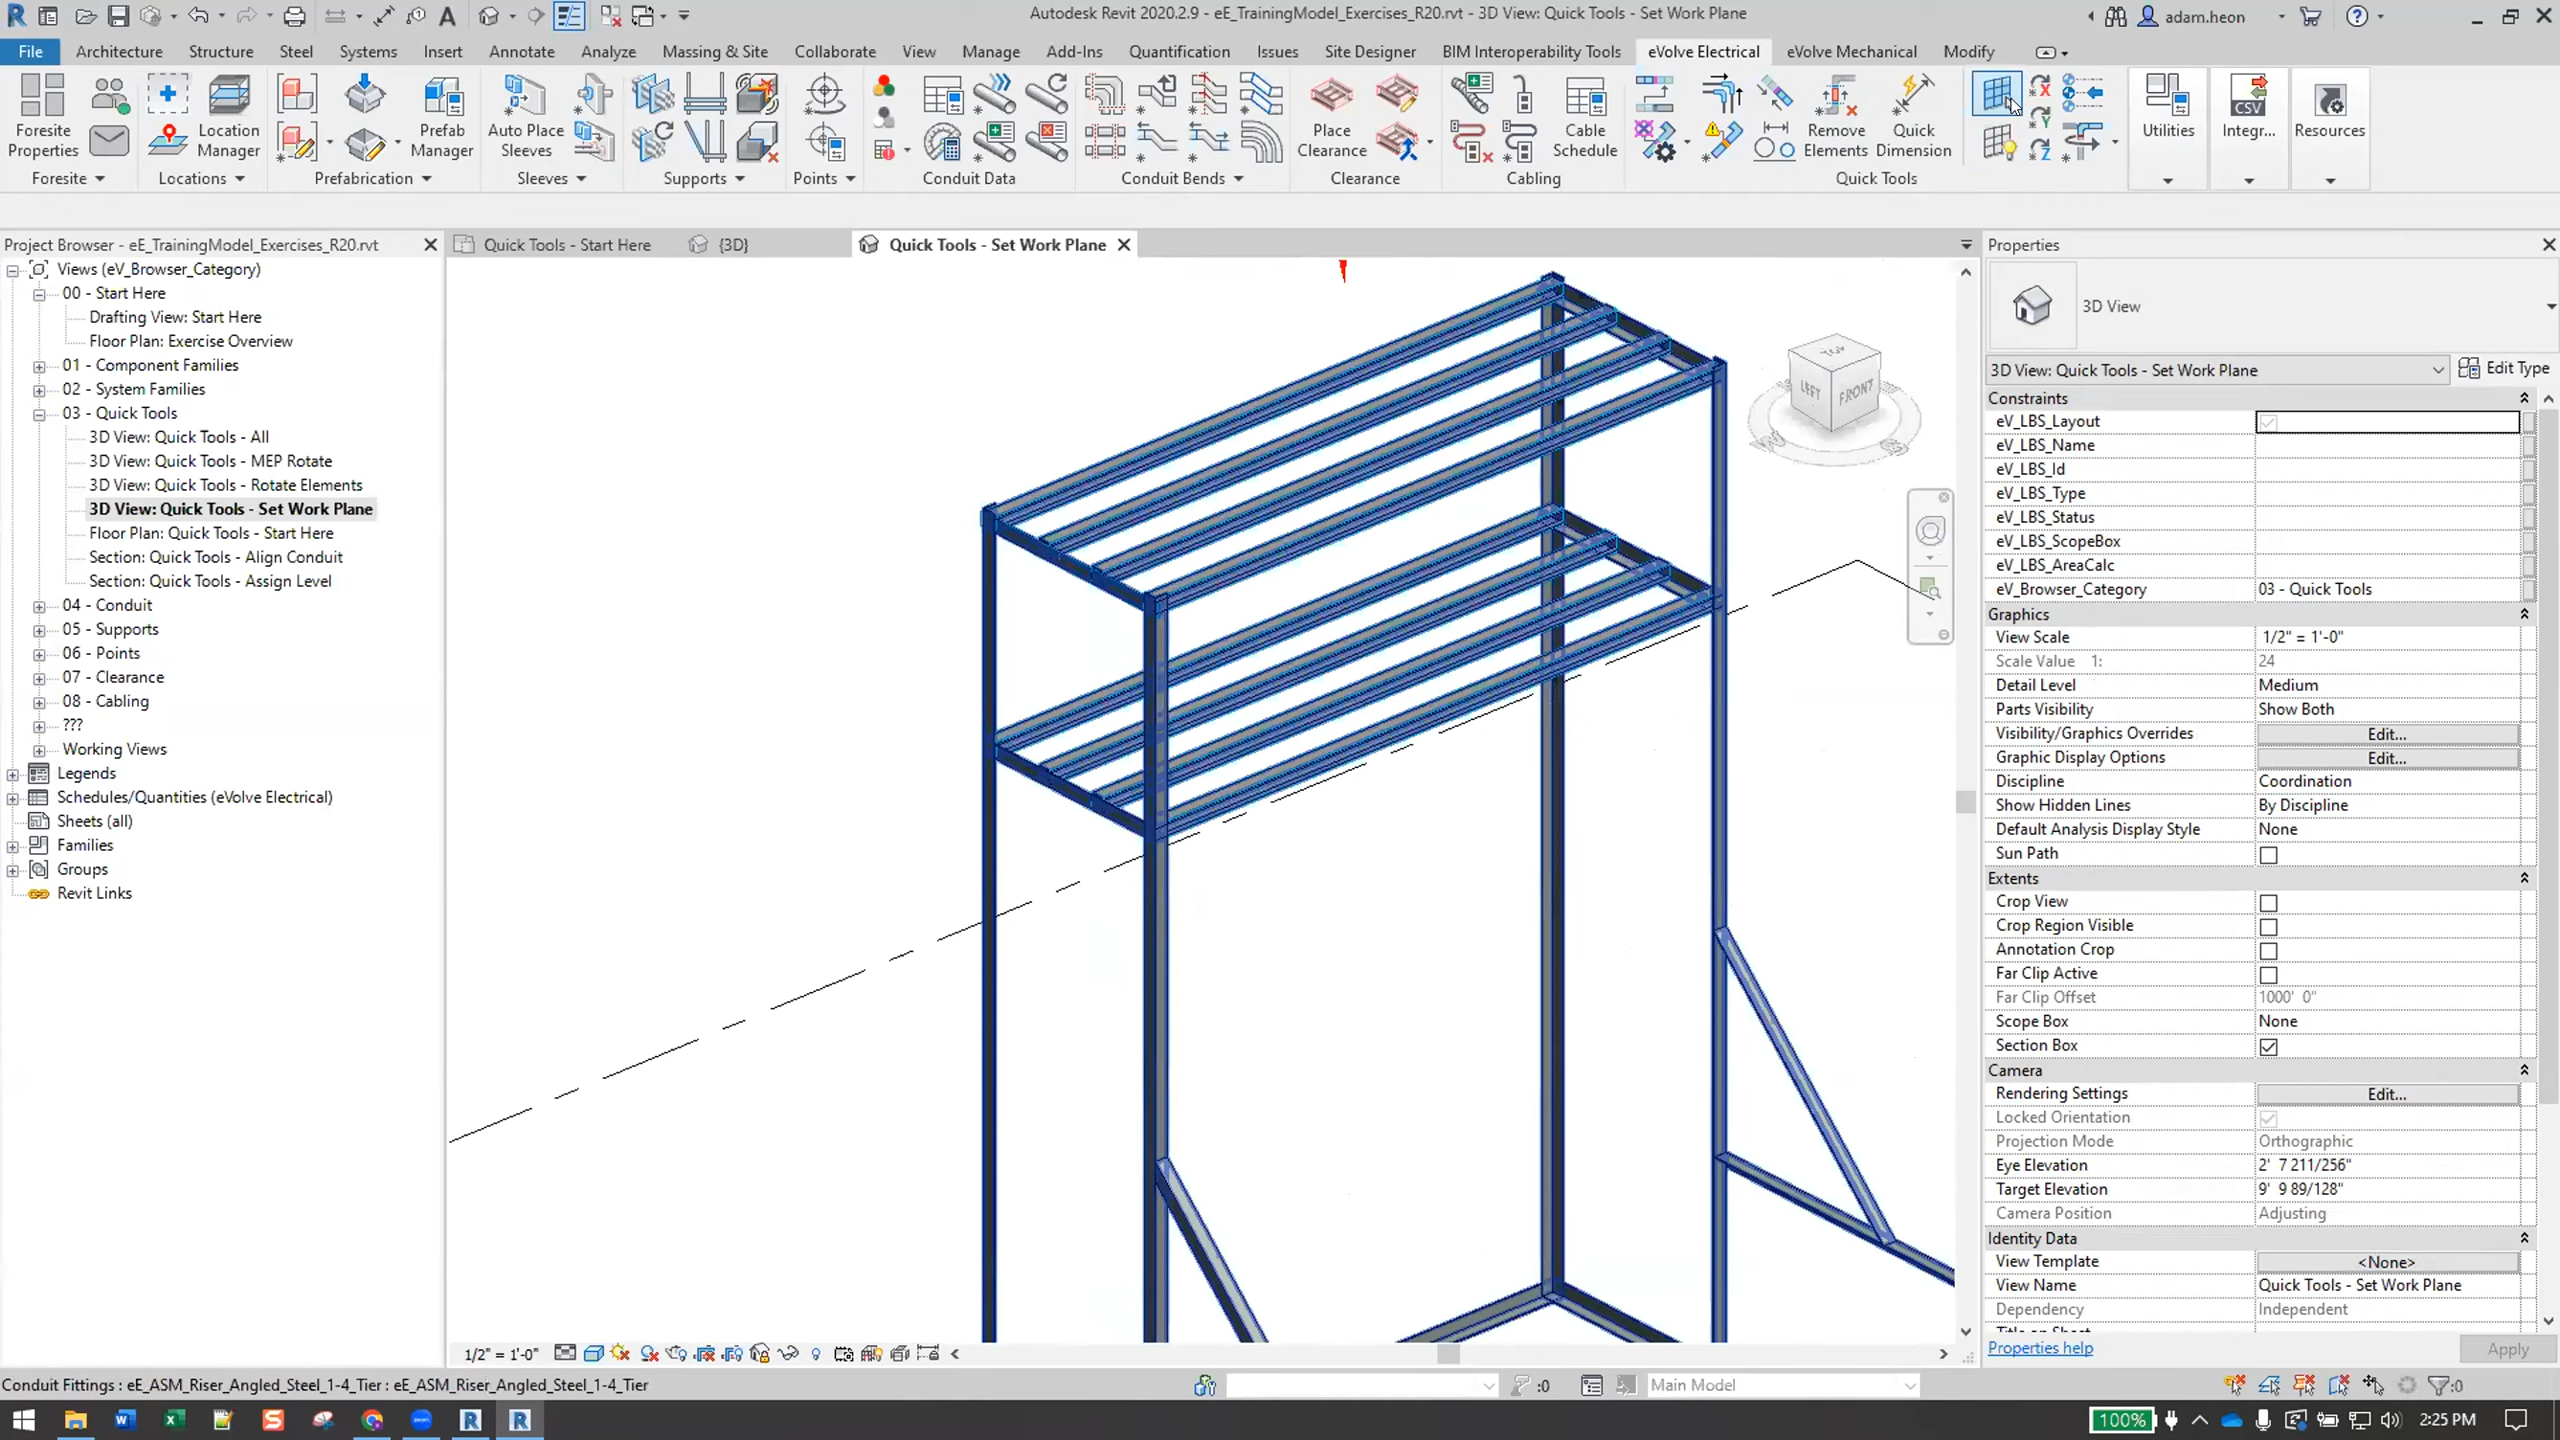 Autodesk Revit 2020.2.9 - eE_TrainingModel_Exercises_R20.rvt - 3D View: Quick Tools - Set Work Plane
adam.heon
File Architecture Structure Steel Systems Insert Annotate Analyze Massing & Site Collaborate View Manage Add-Ins Quantification Issues Site Designer BIM Interoperability Tools eVolve Electrical eVolve Mechanical Modify
Foresite Properties
Location Manager
Prefab Manager
Auto Place Sleeves
Place Clearance
Cable Schedule
Remove Elements
Quick Dimension
CSV
Utilities
Integr...
Resources
Foresite Locations Prefabrication Sleeves Supports Points Conduit Data Conduit Bends Clearance Cabling Quick Tools
Project Browser - eE_TrainingModel_Exercises_R20.rvt
Views (eV_Browser_Category)
00 - Start Here
Drafting View: Start Here
Floor Plan: Exercise Overview
01 - Component Families
02 - System Families
03 - Quick Tools
3D View: Quick Tools - All
3D View: Quick Tools - MEP Rotate
3D View: Quick Tools - Rotate Elements
3D View: Quick Tools - Set Work Plane
Floor Plan: Quick Tools - Start Here
Section: Quick Tools - Align Conduit
Section: Quick Tools - Assign Level
04 - Conduit
05 - Supports
06 - Points
07 - Clearance
08 - Cabling
???
Working Views
Legends
Schedules/Quantities (eVolve Electrical)
Sheets (all)
Families
Groups
Revit Links
Quick Tools - Start Here
{3D}
Quick Tools - Set Work Plane
TOP
LEFT
FRONT
Properties
3D View
3D View: Quick Tools - Set Work Plane
Edit Type
Constraints
eV_LBS_Layout
eV_LBS_Name
eV_LBS_Id
eV_LBS_Type
eV_LBS_Status
eV_LBS_ScopeBox
eV_LBS_AreaCalc
eV_Browser_Category 03 - Quick Tools
Graphics
View Scale 1/2" = 1'-0"
Scale Value 1: 24
Detail Level Medium
Parts Visibility Show Both
Visibility/Graphics Overrides Edit...
Graphic Display Options Edit...
Discipline Coordination
Show Hidden Lines By Discipline
Default Analysis Display Style None
Sun Path
Extents
Crop View
Crop Region Visible
Annotation Crop
Far Clip Active
Far Clip Offset 1000' 0"
Scope Box None
Section Box
Camera
Rendering Settings Edit...
Locked Orientation
Projection Mode Orthographic
Eye Elevation 2' 7 211/256"
Target Elevation 9' 9 89/128"
Camera Position Adjusting
Identity Data
View Template <None>
View Name Quick Tools - Set Work Plane
Dependency Independent
Properties help
Apply
1/2" = 1'-0"
Conduit Fittings : eE_ASM_Riser_Angled_Steel_1-4_Tier : eE_ASM_Riser_Angled_Steel_1-4_Tier
:0
Main Model
:0
100%
2:25 PM